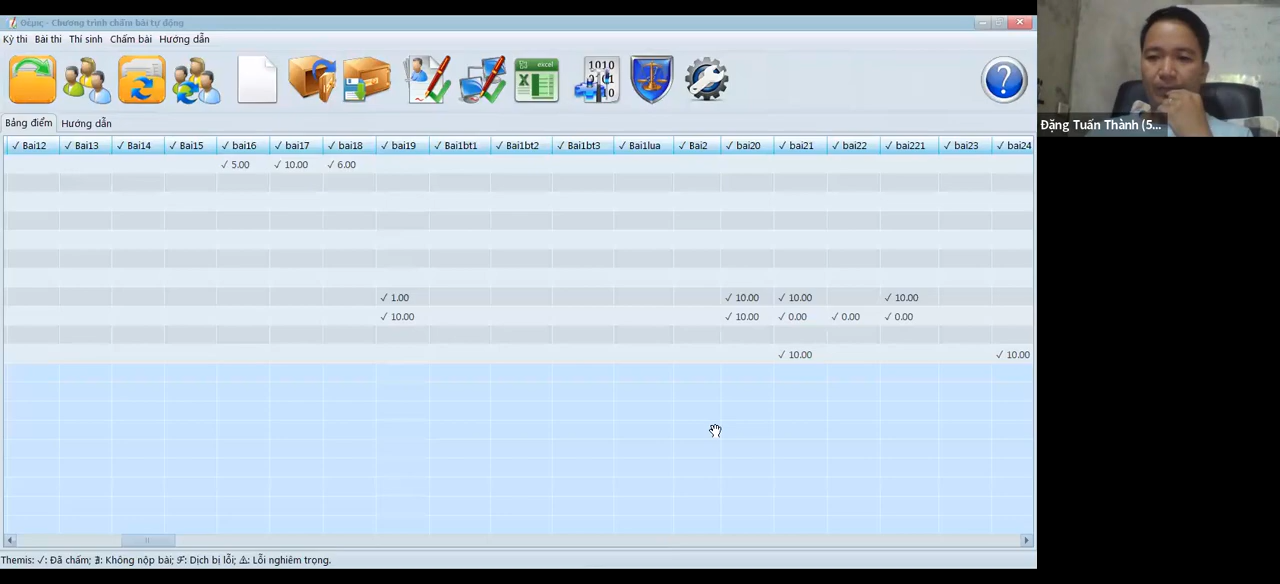 Θέμις - Chương trình chấm bài tự động
Kỳ thi Bài thi Thí sinh Chấm bài Hướng dẫn
excel
1010
Bảng điểm Hướng dẫn
✓ Bai12 ✓ Bai13 ✓ Bai14 ✓ Bai15 ✓ bai16 ✓ bai17 ✓ bai18 ✓ bai19 ✓ Bai1bt1 ✓ Bai1bt2 ✓ Bai1bt3 ✓ Bai1lua ✓ Bai2 ✓ bai20 ✓ bai21 ✓ bai22 ✓ bai221 ✓ bai23 ✓ bai24
✓ 5.00 ✓ 10.00 ✓ 6.00
✓ 1.00 ✓ 10.00 ✓ 10.00 ✓ 10.00
✓ 10.00 ✓ 10.00 ✓ 0.00 ✓ 0.00 ✓ 0.00
✓ 10.00 ✓ 10.00
Themis: ✓: Đã chấm; ∄: Không nộp bài; ℱ: Dịch bị lỗi; ⚠: Lỗi nghiêm trọng.
Đặng Tuấn Thành (5...